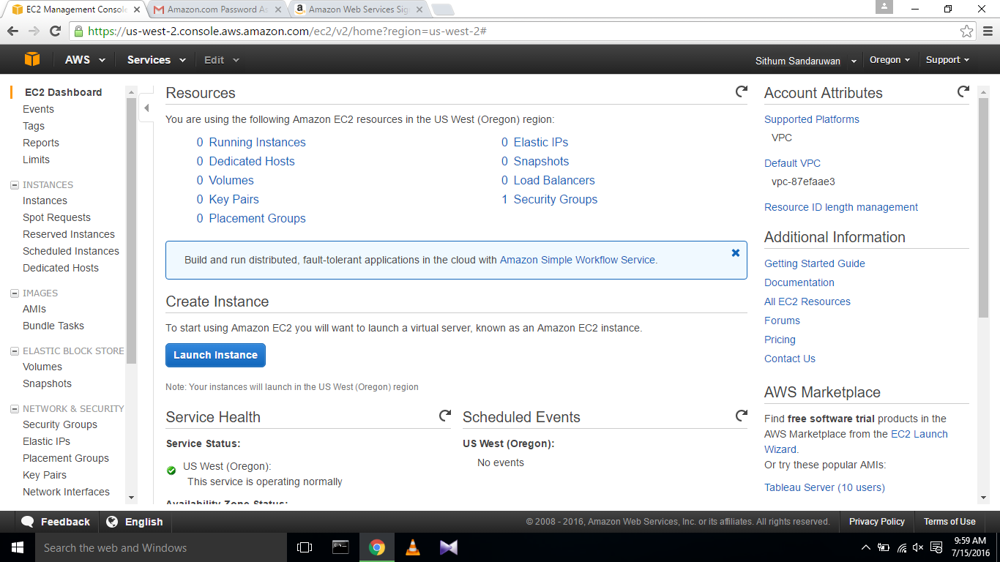 EC2 Management Console
Amazon.com Password As
Amazon Web Services Sig
https://us-west-2.console.aws.amazon.com/ec2/v2/home?region=us-west-2#
AWS
Services
Edit
Sithum Sandaruwan
Oregon
Support
EC2 Dashboard
Events
Tags
Reports
Limits
INSTANCES
Instances
Spot Requests
Reserved Instances
Scheduled Instances
Dedicated Hosts
IMAGES
AMIs
Bundle Tasks
ELASTIC BLOCK STORE
Volumes
Snapshots
NETWORK & SECURITY
Security Groups
Elastic IPs
Placement Groups
Key Pairs
Network Interfaces
Resources
You are using the following Amazon EC2 resources in the US West (Oregon) region:
0 Running Instances
0 Elastic IPs
0 Dedicated Hosts
0 Snapshots
0 Volumes
0 Load Balancers
0 Key Pairs
1 Security Groups
0 Placement Groups
Build and run distributed, fault-tolerant applications in the cloud with Amazon Simple Workflow Service.
Create Instance
To start using Amazon EC2 you will want to launch a virtual server, known as an Amazon EC2 instance.
Launch Instance
Note: Your instances will launch in the US West (Oregon) region
Service Health
Service Status:
US West (Oregon):
This service is operating normally
Availability Zone Status:
Scheduled Events
US West (Oregon):
No events
Account Attributes
Supported Platforms
VPC
Default VPC
vpc-87efaae3
Resource ID length management
Additional Information
Getting Started Guide
Documentation
All EC2 Resources
Forums
Pricing
Contact Us
AWS Marketplace
Find free software trial products in the
AWS Marketplace from the EC2 Launch
Wizard.
Or try these popular AMIs:
Tableau Server (10 users)
Feedback
English
© 2008 - 2016, Amazon Web Services, Inc. or its affiliates. All rights reserved.
Privacy Policy
Terms of Use
Search the web and Windows
9:59 AM
7/15/2016